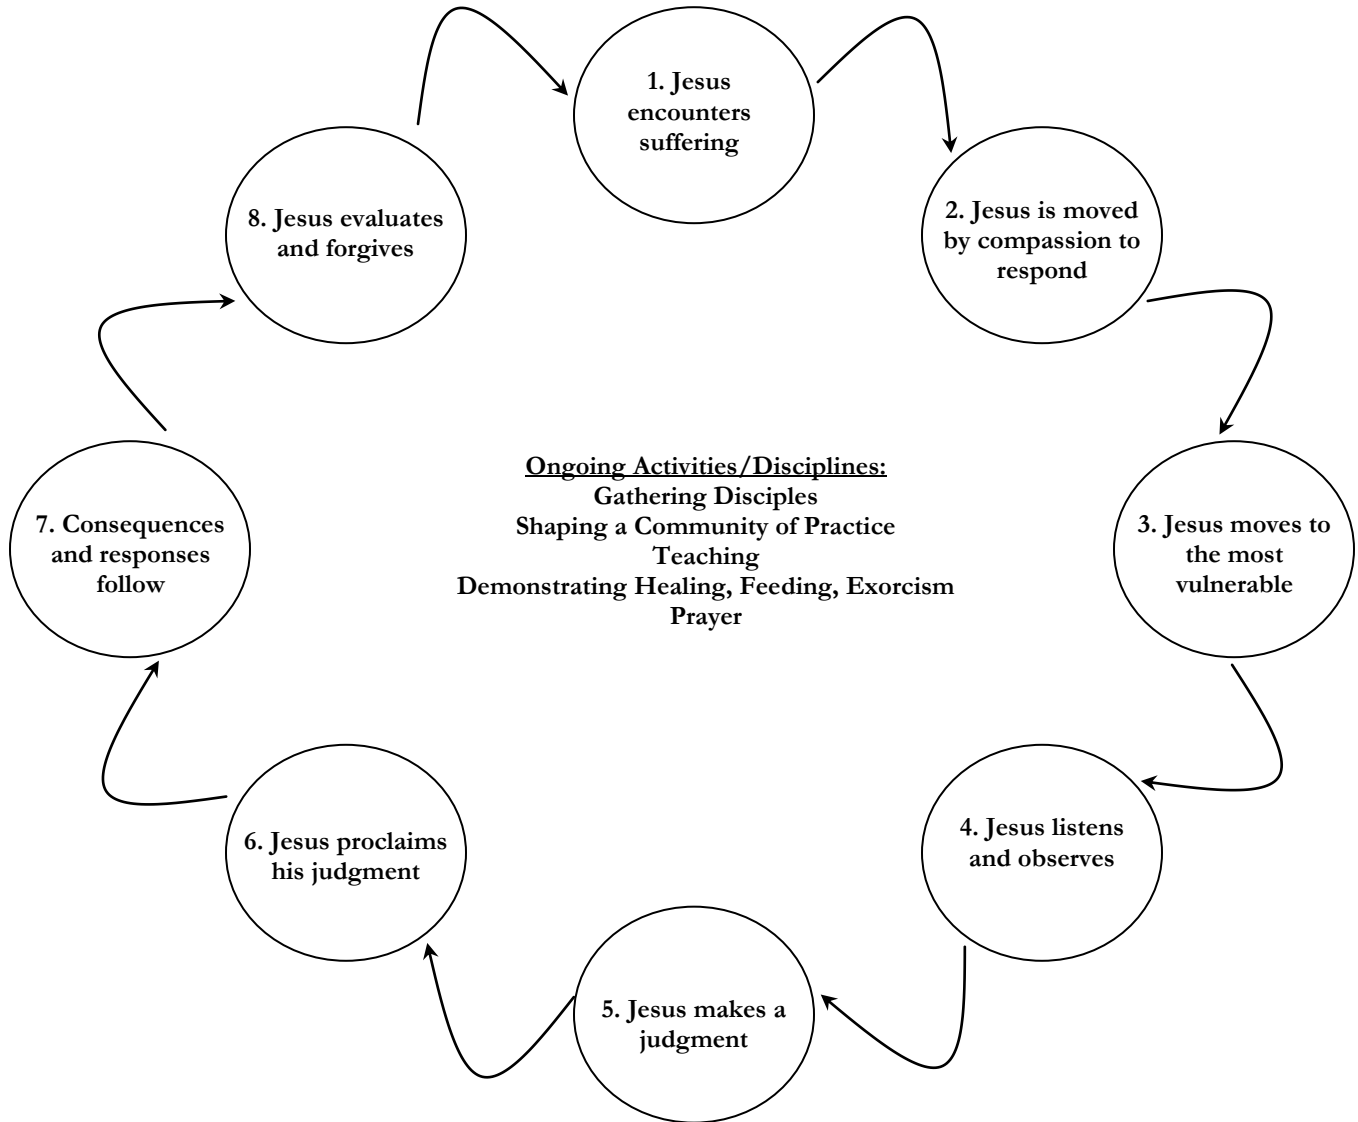 1. Jesus
encounters
suffering
2. Jesus is moved
by compassion to
respond
3. Jesus moves to
the most
vulnerable
4. Jesus listens
and observes
5. Jesus makes a
judgment
6. Jesus proclaims
his judgment
7. Consequences
and responses
follow
8. Jesus evaluates
and forgives
Ongoing Activities/Disciplines:
Gathering Disciples
Shaping a Community of Practice
Teaching
Demonstrating Healing, Feeding, Exorcism
Prayer